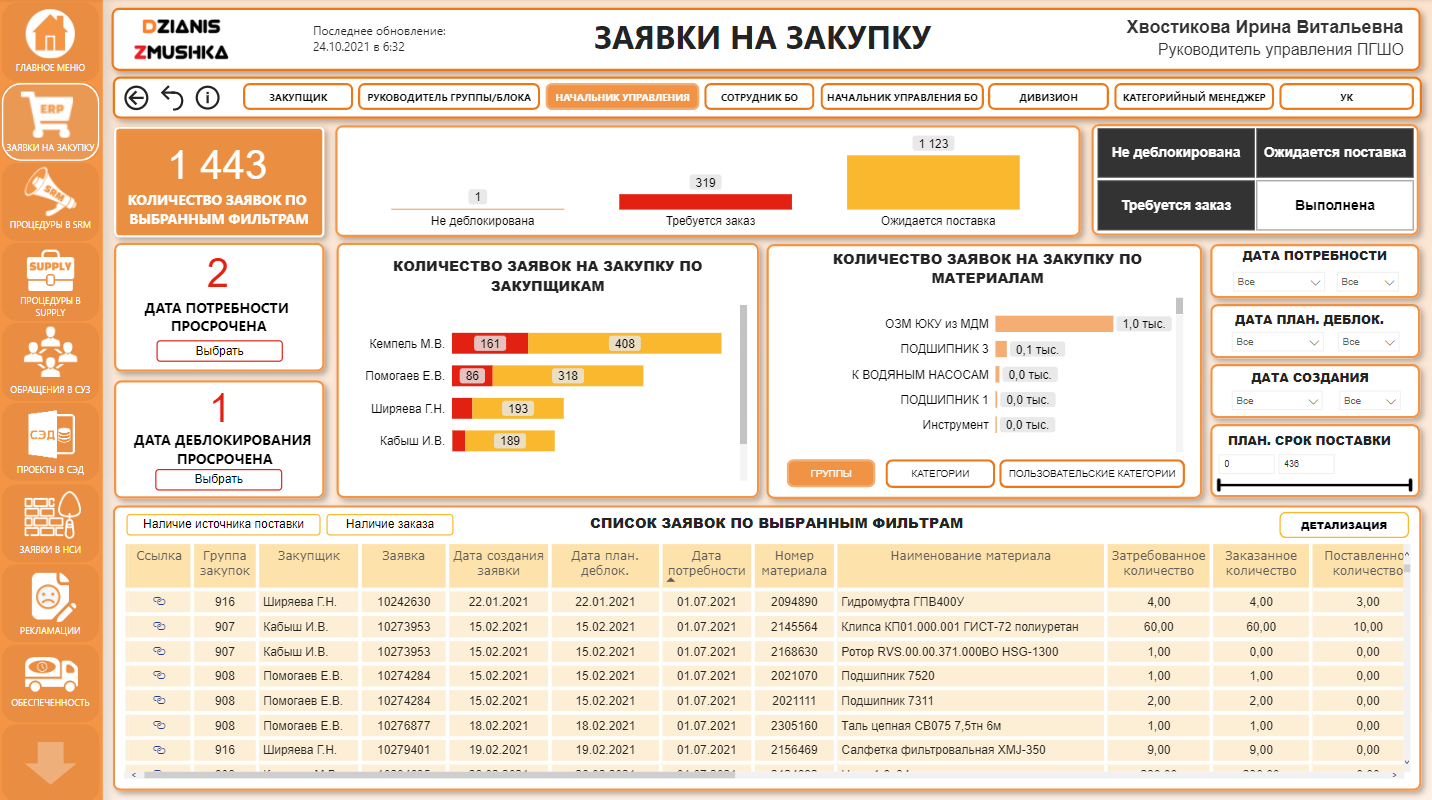 DZIANIS
ZMUSHKA
Последнее обновление:
24.10.2021 в 6:32
ЗАЯВКИ НА ЗАКУПКУ
Хвостикова Ирина Витальевна
Руководитель управления ПГШО
ГЛАВНОЕ МЕНЮ
ERP
ЗАЯВКИ НА ЗАКУПКУ
SRM
ПРОЦЕДУРЫ В SRM
SUPPLY
ПРОЦЕДУРЫ В
SUPPLY
ОБРАЩЕНИЯ В СУЗ
СЭД
ПРОЕКТЫ В СЭД
ЗАЯВКИ В НСИ
РЕКЛАМАЦИИ
ОБЕСПЕЧЕННОСТЬ
ЗАКУПЩИК
РУКОВОДИТЕЛЬ ГРУППЫ/БЛОКА
НАЧАЛЬНИК УПРАВЛЕНИЯ
СОТРУДНИК БО
НАЧАЛЬНИК УПРАВЛЕНИЯ БО
ДИВИЗИОН
КАТЕГОРИЙНЫЙ МЕНЕДЖЕР
УК
1 443
КОЛИЧЕСТВО ЗАЯВОК ПО
ВЫБРАННЫМ ФИЛЬТРАМ
1
319
1 123
Не деблокирована
Требуется заказ
Ожидается поставка
Не деблокирована
Ожидается поставка
Требуется заказ
Выполнена
2
ДАТА ПОТРЕБНОСТИ
ПРОСРОЧЕНА
Выбрать
1
ДАТА ДЕБЛОКИРОВАНИЯ
ПРОСРОЧЕНА
Выбрать
КОЛИЧЕСТВО ЗАЯВОК НА ЗАКУПКУ ПО
ЗАКУПЩИКАМ
Кемпель М.В. 161 408
Помогаев Е.В. 86 318
Ширяева Г.Н. 193
Кабыш И.В. 189
КОЛИЧЕСТВО ЗАЯВОК НА ЗАКУПКУ ПО
МАТЕРИАЛАМ
ОЗМ ЮКУ из МДМ 1,0 тыс.
ПОДШИПНИК 3 0,1 тыс.
К ВОДЯНЫМ НАСОСАМ 0,0 тыс.
ПОДШИПНИК 1 0,0 тыс.
Инструмент 0,0 тыс.
ГРУППЫ
КАТЕГОРИИ
ПОЛЬЗОВАТЕЛЬСКИЕ КАТЕГОРИИ
ДАТА ПОТРЕБНОСТИ
Все Все
ДАТА ПЛАН. ДЕБЛОК.
Все Все
ДАТА СОЗДАНИЯ
Все Все
ПЛАН. СРОК ПОСТАВКИ
0 436
Наличие источника поставки
Наличие заказа
СПИСОК ЗАЯВОК ПО ВЫБРАННЫМ ФИЛЬТРАМ
ДЕТАЛИЗАЦИЯ
Ссылка Группа закупок Закупщик Заявка Дата создания заявки Дата план. деблок. Дата потребности Номер материала Наименование материала Затребованное количество Заказанное количество Поставленно количество
916 Ширяева Г.Н. 10242630 22.01.2021 22.01.2021 01.07.2021 2094890 Гидромуфта ГПВ400У 4,00 4,00 3,00
907 Кабыш И.В. 10273953 15.02.2021 15.02.2021 01.07.2021 2145564 Клипса КП01.000.001 ГИСТ-72 полиуретан 60,00 60,00 10,00
907 Кабыш И.В. 10273953 15.02.2021 15.02.2021 01.07.2021 2168630 Ротор RVS.00.00.371.000ВО HSG-1300 1,00 0,00 0,00
908 Помогаев Е.В. 10274284 15.02.2021 15.02.2021 01.07.2021 2021070 Подшипник 7520 1,00 1,00 0,00
908 Помогаев Е.В. 10274284 15.02.2021 15.02.2021 01.07.2021 2021111 Подшипник 7311 2,00 2,00 0,00
908 Помогаев Е.В. 10276877 18.02.2021 18.02.2021 01.07.2021 2305160 Таль цепная СВ075 7,5тн 6м 1,00 1,00 0,00
916 Ширяева Г.Н. 10279401 19.02.2021 19.02.2021 01.07.2021 2156469 Салфетка фильтровальная XMJ-350 9,00 9,00 0,00